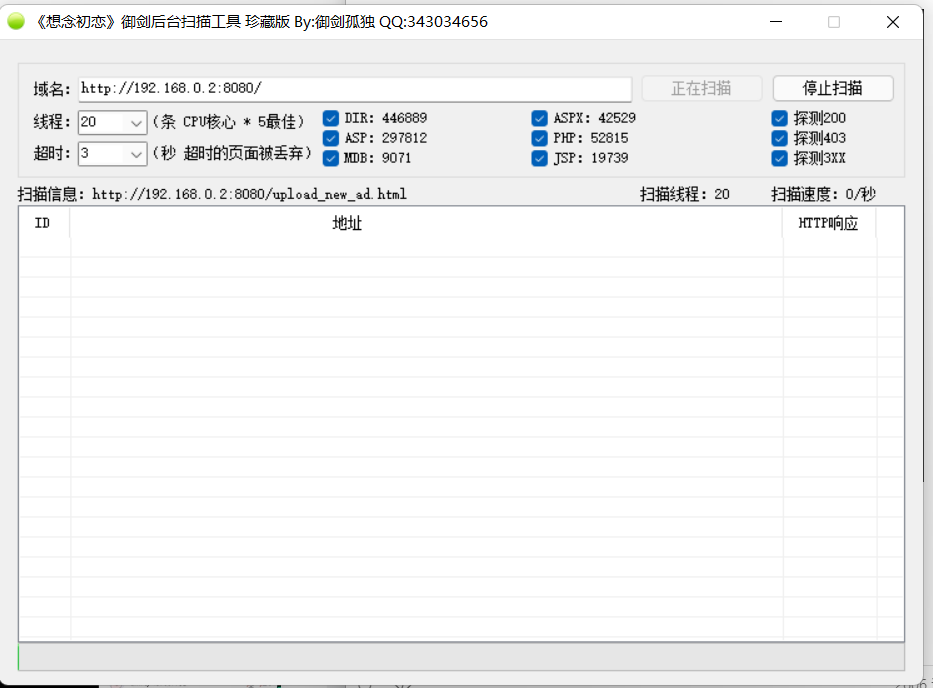 《想念初恋》御剑后台扫描工具 珍藏版 By:御剑孤独 QQ:343034656
域名: http://192.168.0.2:8080/ 正在扫描 停止扫描
线程: 20 (条 CPU核心 * 5最佳) DIR: 446889 ASPX: 42529 探测200
ASP: 297812 PHP: 52815 探测403
超时: 3 (秒 超时的页面被丢弃) MDB: 9071 JSP: 19739 探测3XX
扫描信息: http://192.168.0.2:8080/upload_new_ad.html 扫描线程: 20 扫描速度: 0/秒
ID 地址 HTTP响应